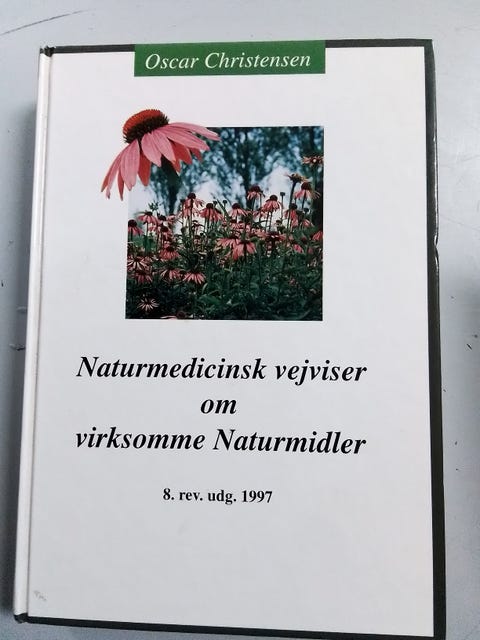 Oscar Christensen
Naturmedicinsk vejviser
om
virksomme Naturmidler
8. rev. udg. 1997